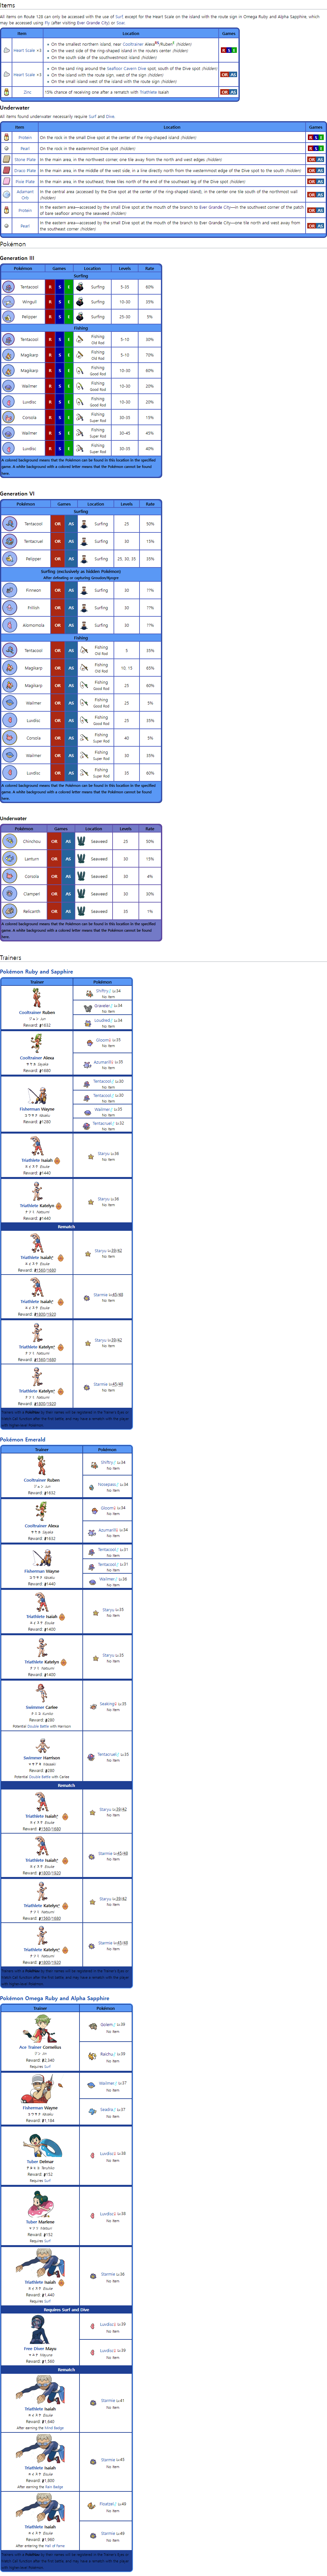 Items
All items on Route 128 can only be accessed with the use of Surf except for the Heart Scale on the island with the route sign in Omega Ruby and Alpha Sapphire, which
may be accessed using Fly (after visiting Ever Grande City) or Soar.
Item Location Games
Heart Scale ×3
• On the smallest northern island, near Cooltrainer Alexa/Ruben (hidden)
• On the east side of the ring-shaped island in the route's center (hidden)
• On the south side of the southwesternmost island (hidden)
R S E
Heart Scale ×3
• On the sand ring around the Seafloor Cavern Dive spot, south of the Dive spot (hidden)
• On the island with the route sign, west of the sign (hidden)
• On the small island west of the island with the route sign (hidden)
OR AS
Zinc 15% chance of receiving one after a rematch with Triathlete Isaiah OR AS
Underwater
All items found underwater necessarily require Surf and Dive.
Item Location Games
Protein On the rock in the small Dive spot at the center of the ring-shaped island (hidden) R S E
Pearl On the rock in the easternmost Dive spot (hidden) R S E
Stone Plate In the main area, in the northwest corner, one tile away from the north and west edges (hidden) OR AS
Draco Plate In the main area, in the middle of the west side, in a line directly north from the westernmost edge of the Dive spot to the south (hidden) OR AS
Pixie Plate In the main area, in the southeast, three tiles north of the end of the southeast leg of the Dive spot (hidden) OR AS
Adamant Orb In the central area (accessed by the Dive spot at the center of the ring-shaped island), in the center one tile south of the northmost wall
(hidden)
OR AS
Protein In the eastern area—accessed by the small Dive spot at the mouth of the branch to Ever Grande City—in the southwest corner of the patch
of bare seafloor among the seaweed (hidden)
OR AS
Pearl In the eastern area—accessed by the small Dive spot at the mouth of the branch to Ever Grande City—one tile north and west away from
the southeast corner (hidden)
OR AS
Pokémon
Generation III
Pokémon Games Location Levels Rate
Surfing
Tentacool R S E Surfing 5-35 60%
Wingull R S E Surfing 10-30 35%
Pelipper R S E Surfing 25-30 5%
Fishing
Tentacool R S E Fishing Old Rod 5-10 30%
Magikarp R S E Fishing Old Rod 5-10 70%
Magikarp R S E Fishing Good Rod 10-30 60%
Wailmer R S E Fishing Good Rod 10-30 20%
Luvdisc R S E Fishing Good Rod 10-30 20%
Corsola R S E Fishing Super Rod 30-35 15%
Wailmer R S E Fishing Super Rod 30-45 45%
Luvdisc R S E Fishing Super Rod 30-35 40%
A colored background means that the Pokémon can be found in this location in the specified
game. A white background with a colored letter means that the Pokémon cannot be found
here.
Generation VI
Pokémon Games Location Levels Rate
Surfing
Tentacool OR AS Surfing 25 50%
Tentacruel OR AS Surfing 30 15%
Pelipper OR AS Surfing 25, 30, 35 35%
Surfing (exclusively as hidden Pokémon)
After defeating or capturing Groudon/Kyogre
Finneon OR AS Surfing 30 ??%
Frillish OR AS Surfing 30 ??%
Alomomola OR AS Surfing 30 ??%
Fishing
Tentacool OR AS Fishing Old Rod 5 35%
Magikarp OR AS Fishing Old Rod 10, 15 65%
Magikarp OR AS Fishing Good Rod 25 60%
Wailmer OR AS Fishing Good Rod 25 5%
Luvdisc OR AS Fishing Good Rod 25 35%
Corsola OR AS Fishing Super Rod 40 5%
Wailmer OR AS Fishing Super Rod 30 35%
Luvdisc OR AS Fishing Super Rod 35 60%
A colored background means that the Pokémon can be found in this location in the specified
game. A white background with a colored letter means that the Pokémon cannot be found
here.
Underwater
Pokémon Games Location Levels Rate
Chinchou OR AS Seaweed 25 50%
Lanturn OR AS Seaweed 30 15%
Corsola OR AS Seaweed 30 4%
Clamperl OR AS Seaweed 30 30%
Relicanth OR AS Seaweed 35 1%
A colored background means that the Pokémon can be found in this location in the specified
game. A white background with a colored letter means that the Pokémon cannot be found
here.
Trainers
Pokémon Ruby and Sapphire
Trainer Pokémon
Cooltrainer Ruben
Reward: 1632
Shiftry Lv.34
No item
Graveler Lv.34
No item
Loudred Lv.34
No item
Cooltrainer Alexa
Reward: 1680
Gloom Lv.35
No item
Azumarill Lv.35
No item
Fisherman Wayne
Reward: 1280
Tentacool Lv.30
No item
Tentacool Lv.30
No item
Wailmer Lv.35
No item
Tentacruel Lv.32
No item
Triathlete Isaiah
Reward: 1440
Staryu Lv.36
No item
Triathlete Katelyn
Reward: 1440
Staryu Lv.36
No item
Rematch
Triathlete Isaiah
Reward: 1560/1680
Staryu Lv.39/42
No item
Triathlete Isaiah
Reward: 1800/1920
Starmie Lv.45/48
No item
Triathlete Katelyn
Reward: 1560/1680
Staryu Lv.39/42
No item
Triathlete Katelyn
Reward: 1800/1920
Starmie Lv.45/48
No item
Pokémon Emerald
Trainer Pokémon
Cooltrainer Ruben
Reward: 1632
Shiftry Lv.34
No item
Nosepass Lv.34
No item
Cooltrainer Alexa
Reward: 1632
Gloom Lv.34
No item
Azumarill Lv.34
No item
Fisherman Wayne
Reward: 1440
Tentacool Lv.31
No item
Tentacool Lv.31
No item
Wailmer Lv.36
No item
Triathlete Isaiah
Reward: 1400
Staryu Lv.35
No item
Triathlete Katelyn
Reward: 1400
Staryu Lv.35
No item
Swimmer Carlee
Reward: 280
Potential Double Battle with Harrison
Seaking Lv.35
No item
Swimmer Harrison
Reward: 280
Potential Double Battle with Carlee
Tentacruel Lv.35
No item
Rematch
Triathlete Isaiah
Reward: 1560/1680
Staryu Lv.39/42
No item
Triathlete Isaiah
Reward: 1800/1920
Starmie Lv.45/48
No item
Triathlete Katelyn
Reward: 1560/1680
Staryu Lv.39/42
No item
Triathlete Katelyn
Reward: 1800/1920
Starmie Lv.45/48
No item
Pokémon Omega Ruby and Alpha Sapphire
Trainer Pokémon
Ace Trainer Cornelius
Reward: 2,340
Requires Surf
Golem Lv.39
No item
Raichu Lv.39
No item
Fisherman Wayne
Reward: 1,184
Wailmer Lv.37
No item
Seadra Lv.37
No item
Tuber Delmar
Reward: 152
Requires Surf
Luvdisc Lv.38
No item
Tuber Marlene
Reward: 152
Requires Surf
Luvdisc Lv.38
No item
Triathlete Isaiah
Reward: 1,440
Requires Surf
Starmie Lv.36
No item
Requires Surf and Dive
Free Diver Mayu
Reward: 1,560
Luvdisc Lv.39
No item
Luvdisc Lv.39
No item
Rematch
Triathlete Isaiah
Reward: 1,640
After earning the Mind Badge
Starmie Lv.41
No item
Triathlete Isaiah
Reward: 1,800
After earning the Rain Badge
Starmie Lv.45
No item
Triathlete Isaiah
Reward: 1,960
After entering the Hall of Fame
Floatzel Lv.49
No item
Starmie Lv.49
No item